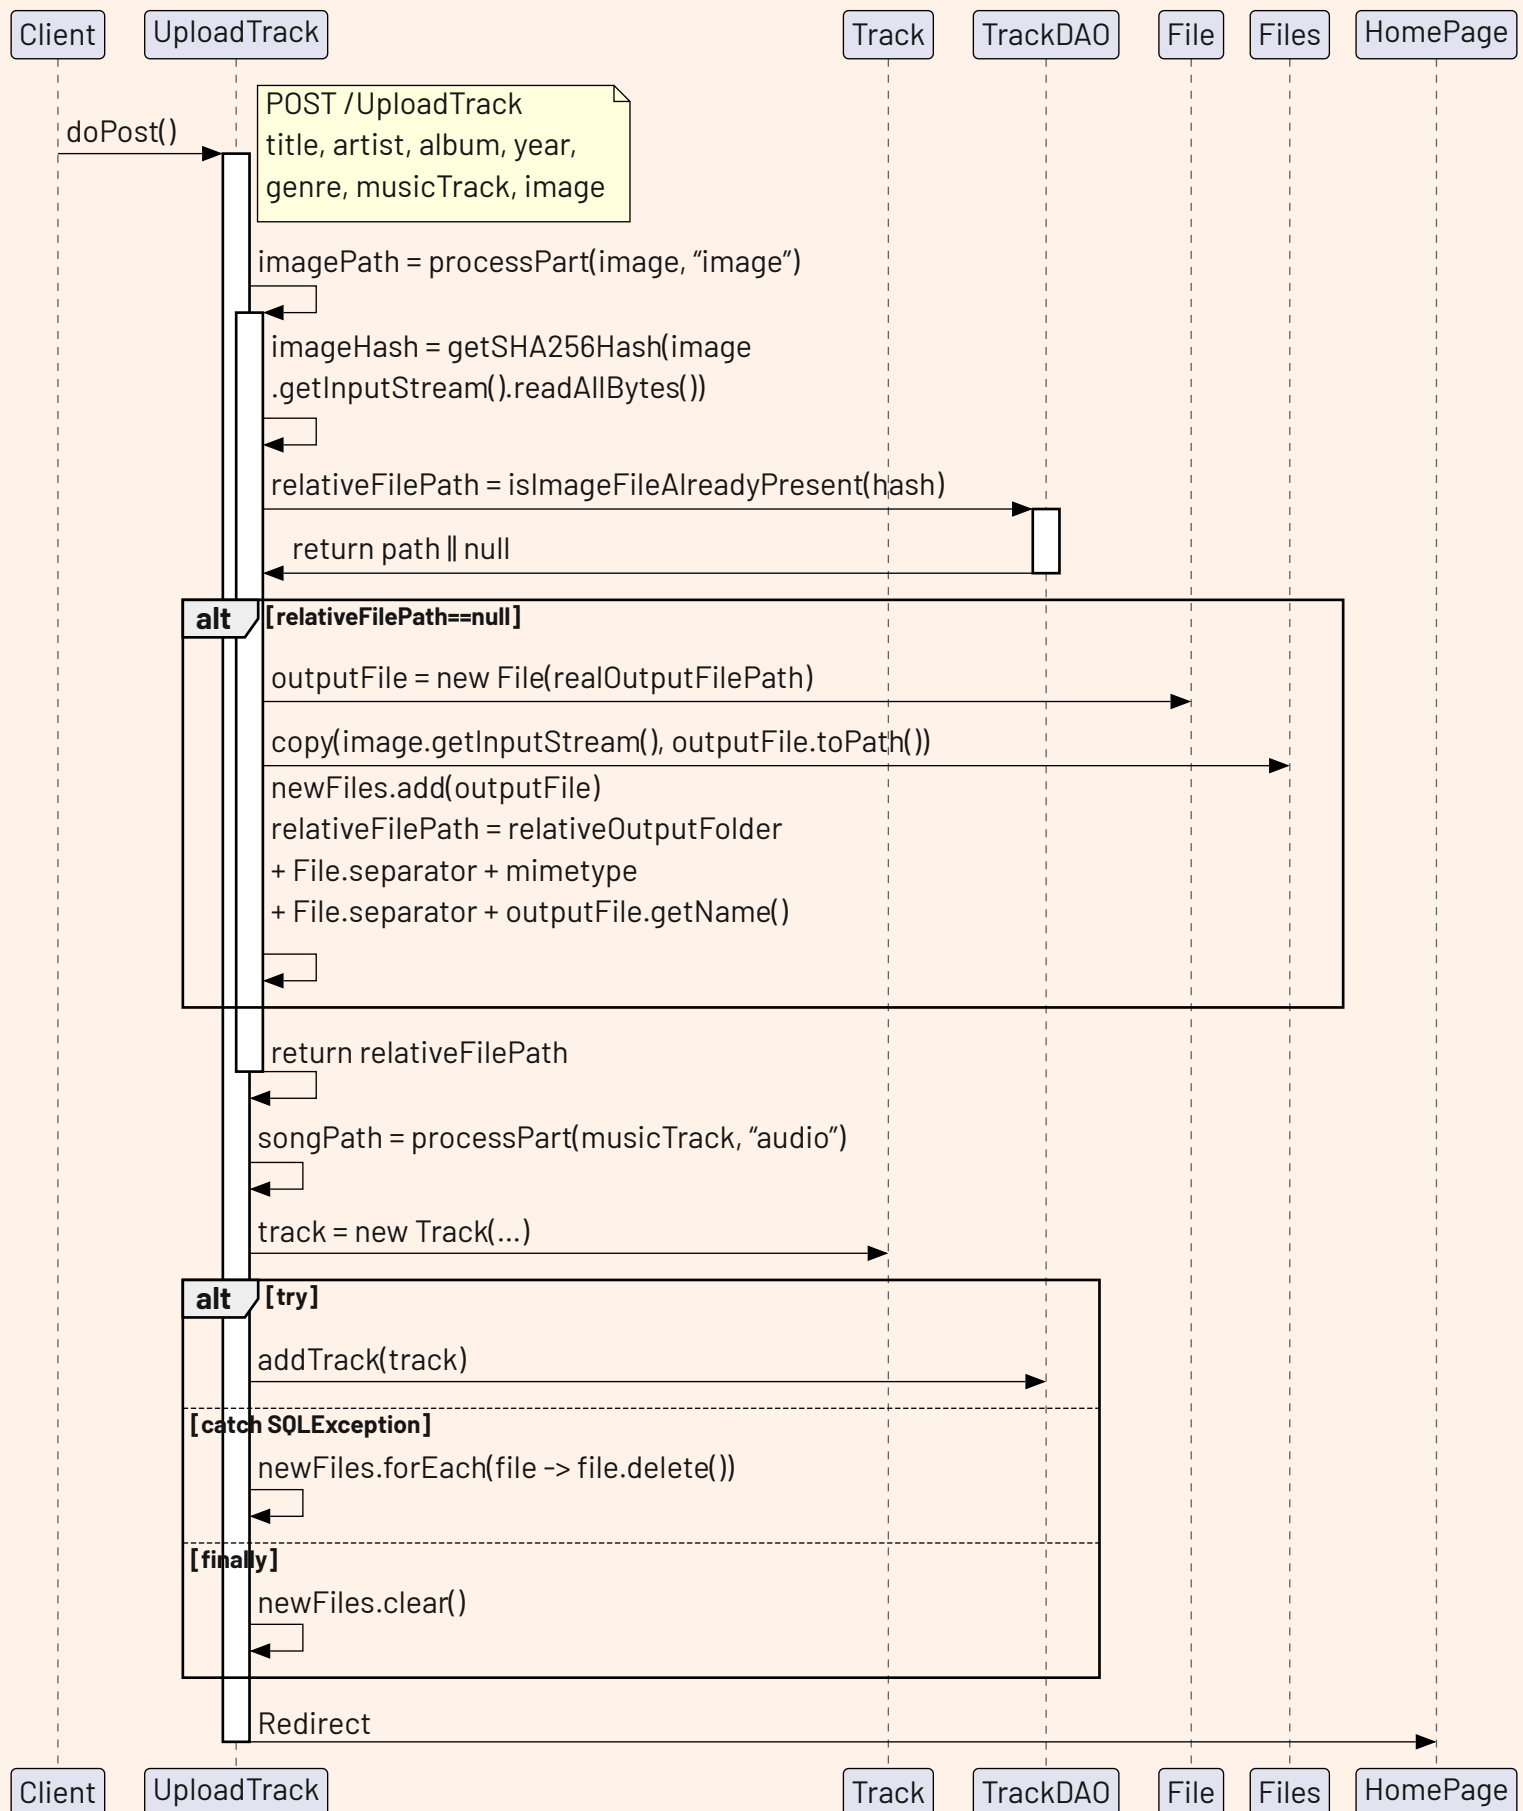 Client
UploadTrack
Track
TrackDAO
File
Files
HomePage
POST /UploadTrack
title, artist, album, year,
genre, musicTrack, image
doPost()
imagePath = processPart(image, “image”)
imageHash = getSHA256Hash(image
.getInputStream().readAllBytes())
relativeFilePath = isImageFileAlreadyPresent(hash)
return path || null
alt
[relativeFilePath==null]
outputFile = new File(realOutputFilePath)
copy(image.getInputStream(), outputFile.toPath())
newFiles.add(outputFile)
relativeFilePath = relativeOutputFolder
+ File.separator + mimetype
+ File.separator + outputFile.getName()
return relativeFilePath
songPath = processPart(musicTrack, “audio”)
track = new Track(...)
alt
[try]
addTrack(track)
[catch SQLException]
newFiles.forEach(file -> file.delete())
[finally]
newFiles.clear()
Redirect
Client
UploadTrack
Track
TrackDAO
File
Files
HomePage